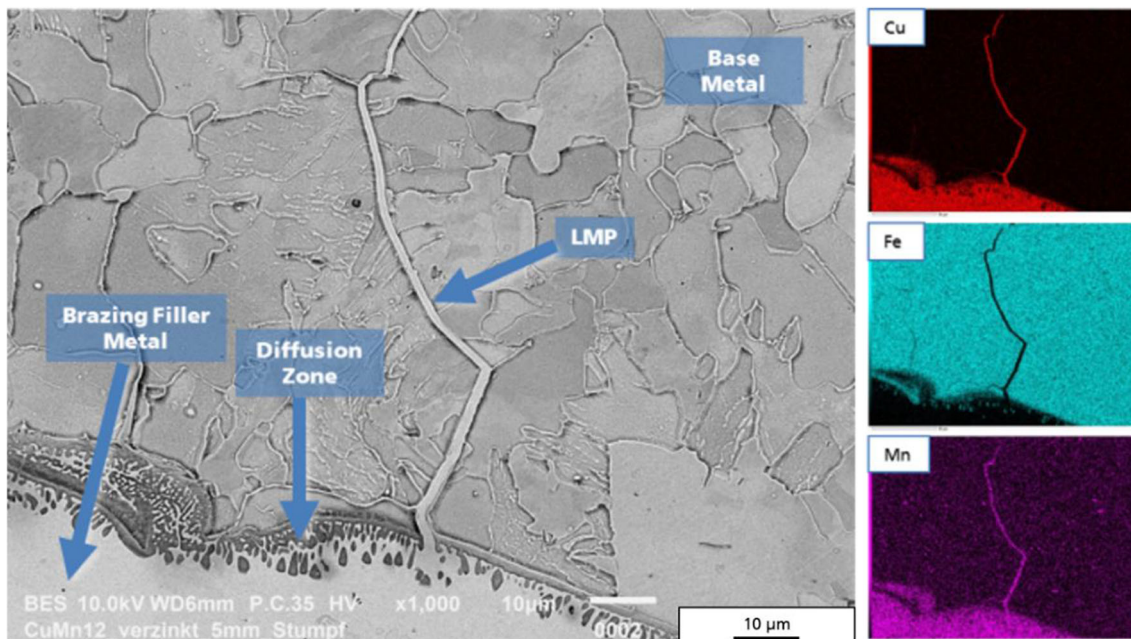 Base
Metal
LMP
Brazing Filler
Metal
Diffusion
Zone
BES 10.0kV WD6mm P.C.35 HV x1,000 10µm
CuMn12 verzinkt 5mm Stumpf 0002
10 µm
Cu
Fe
Mn